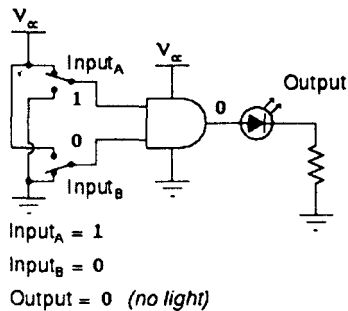 Vcc
Vcc
InputA
Output
1
0
0
InputB
InputA = 1
InputB = 0
Output = 0 (no light)